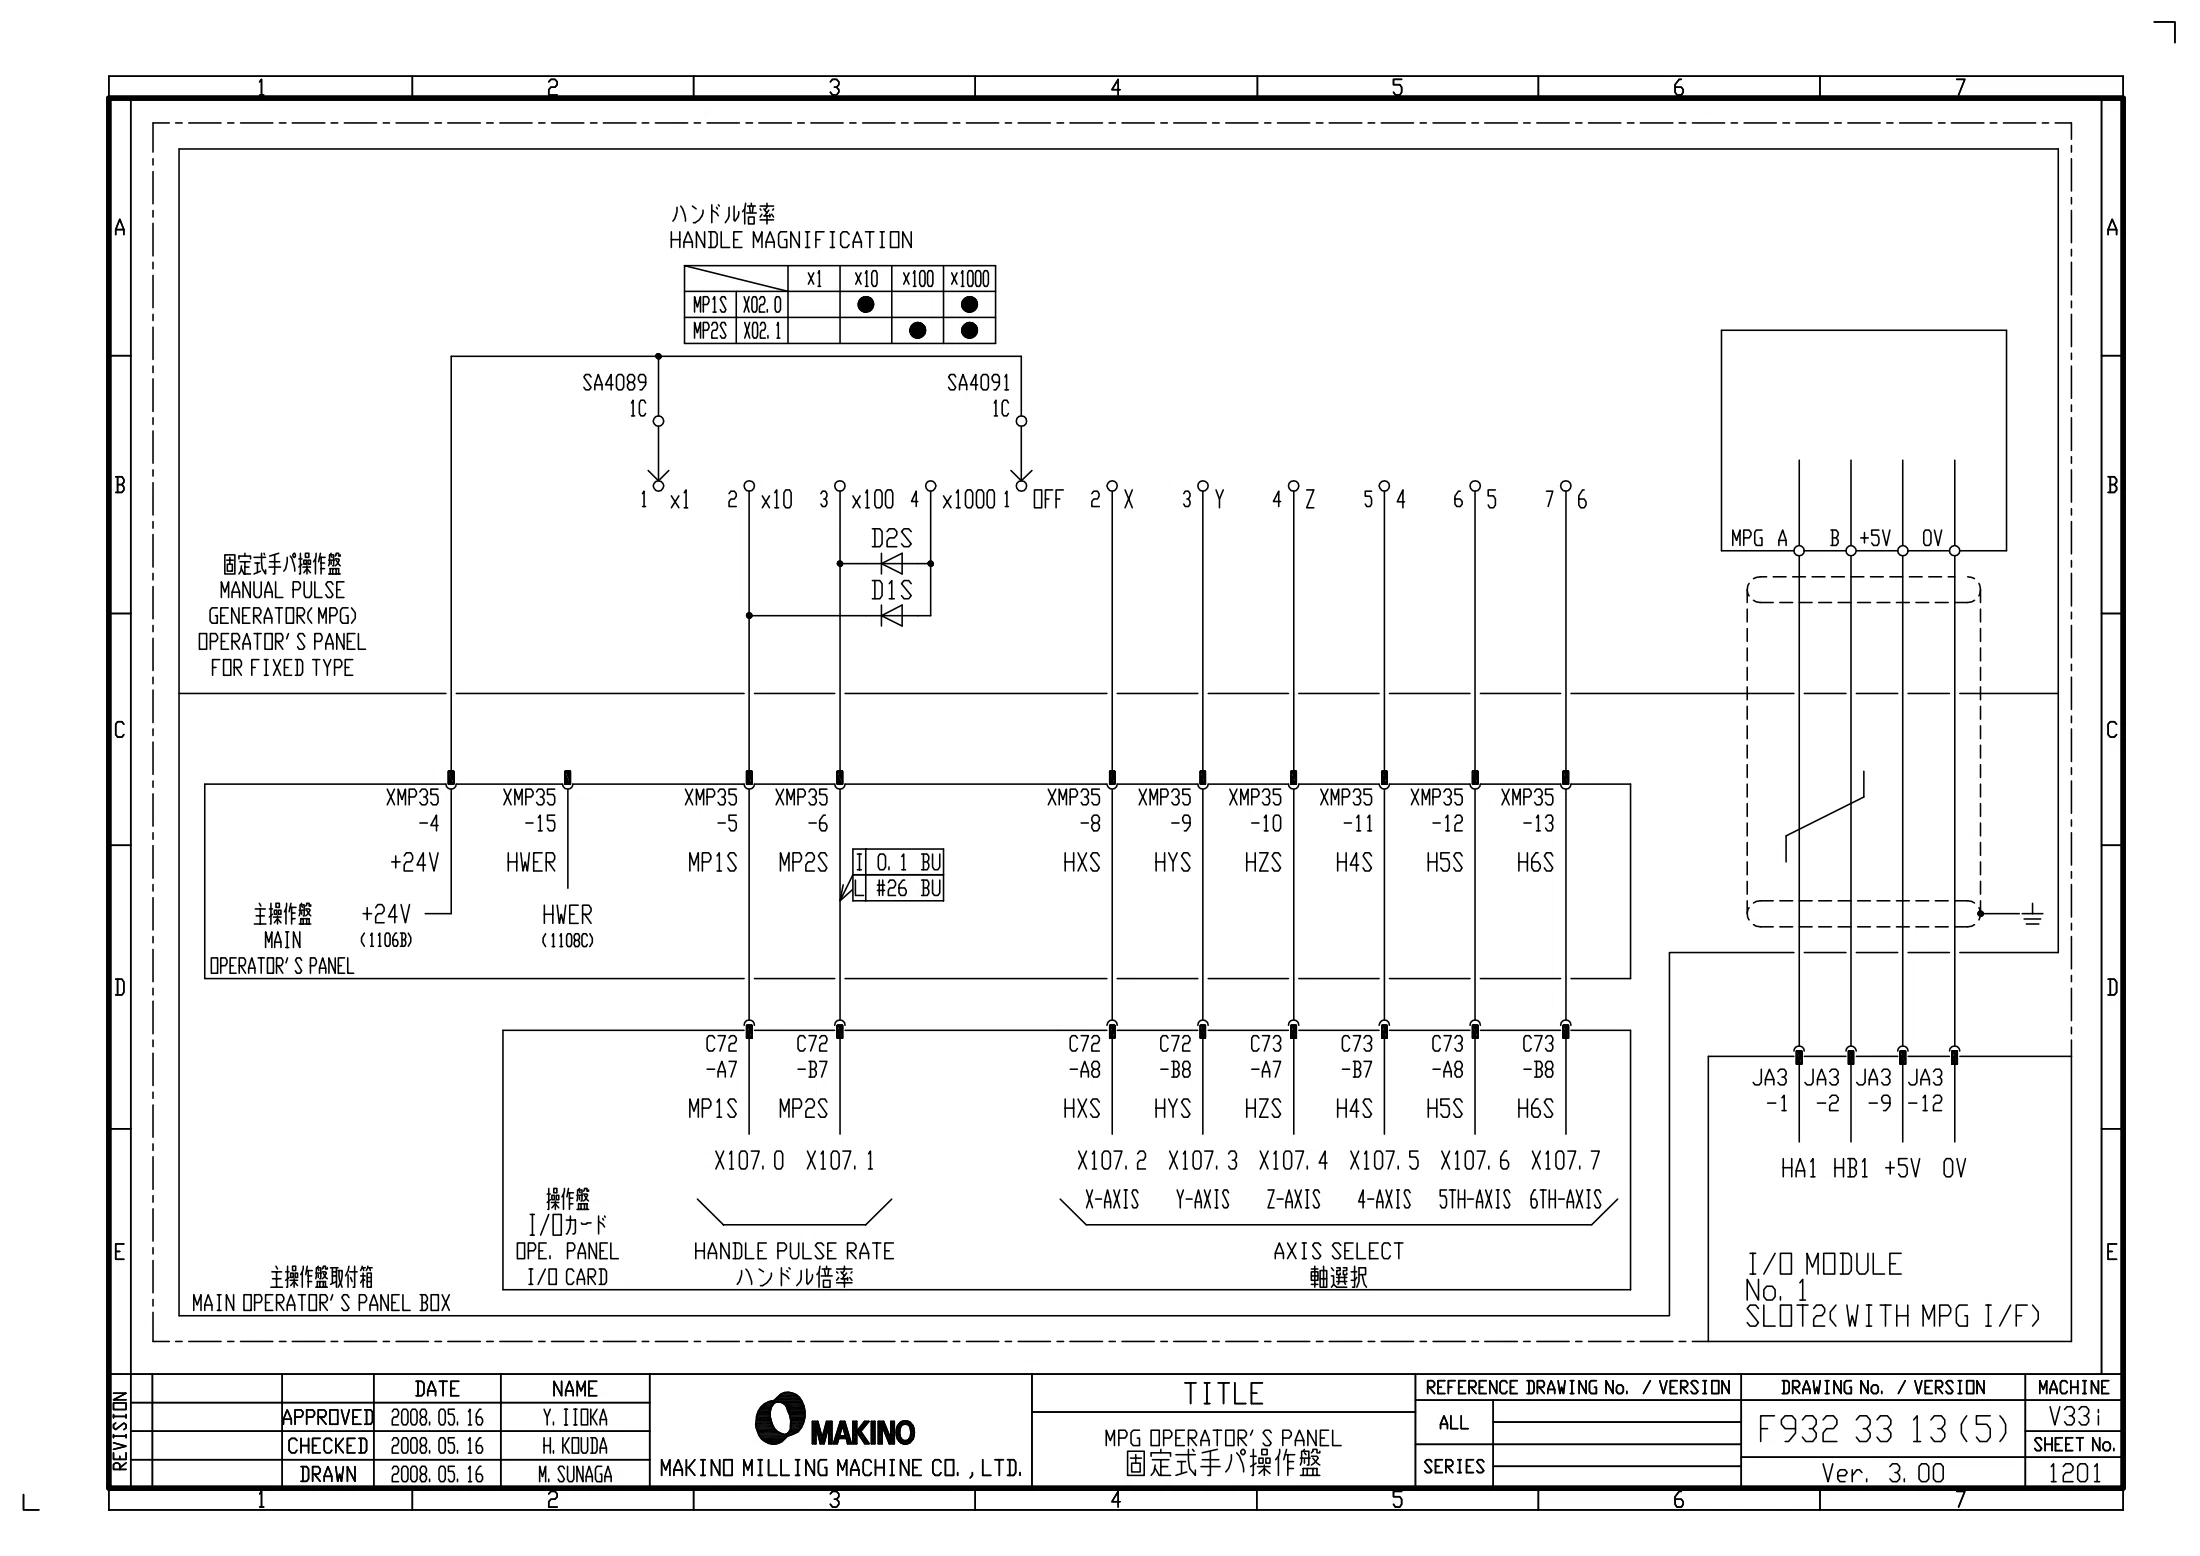 1 2 3 4 5 6 7
A A
B B
C C
D D
E E
ハンドル倍率
HANDLE MAGNIFICATION
x1 x10 x100 x1000
MP1S X02.0 ● ●
MP2S X02.1 ● ●
SA4089 1C
SA4091 1C
1 x1 2 x10 3 x100 4 x1000 1 OFF 2 X 3 Y 4 Z 5 4 6 5 7 6
D2S
D1S
MPG A B +5V 0V
固定式手パ操作盤
MANUAL PULSE
GENERATOR(MPG)
OPERATOR'S PANEL
FOR FIXED TYPE
XMP35 XMP35 XMP35 XMP35 XMP35 XMP35 XMP35 XMP35 XMP35 XMP35
-4 -15 -5 -6 -8 -9 -10 -11 -12 -13
+24V HWER MP1S MP2S HXS HYS HZS H4S H5S H6S
I 0.1 BU
L #26 BU
+24V HWER
(1106B) (1108C)
主操作盤
MAIN
OPERATOR'S PANEL
C72 C72 C72 C72 C73 C73 C73 C73
-A7 -B7 -A8 -B8 -A7 -B7 -A8 -B8
MP1S MP2S HXS HYS HZS H4S H5S H6S
X107.0 X107.1 X107.2 X107.3 X107.4 X107.5 X107.6 X107.7
X-AXIS Y-AXIS Z-AXIS 4-AXIS 5TH-AXIS 6TH-AXIS
HANDLE PULSE RATE
ハンドル倍率
AXIS SELECT
軸選択
操作盤
I/Oカード
OPE. PANEL
I/O CARD
主操作盤取付箱
MAIN OPERATOR'S PANEL BOX
JA3 JA3 JA3 JA3
-1 -2 -9 -12
HA1 HB1 +5V 0V
I/O MODULE
No. 1
SLOT2(WITH MPG I/F)
REVISION
DATE NAME
APPROVED 2008.05.16 Y. IIOKA
CHECKED 2008.05.16 H. KOUDA
DRAWN 2008.05.16 M. SUNAGA
MAKINO
MAKINO MILLING MACHINE CO.,LTD.
TITLE
MPG OPERATOR'S PANEL
固定式手パ操作盤
REFERENCE DRAWING No. / VERSION
ALL
SERIES
DRAWING No. / VERSION
F932 33 13(5)
Ver. 3.00
MACHINE
V33i
SHEET No.
1201
1 2 3 4 5 6 7